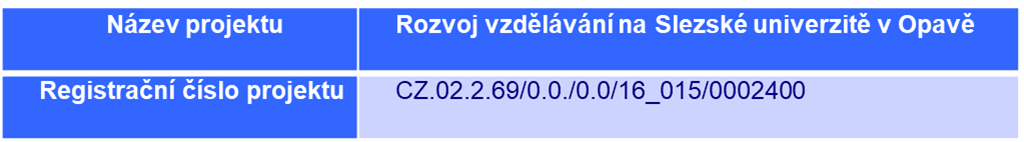 Název projektu Rozvoj vzdělávání na Slezské univerzitě v Opavě
Registrační číslo projektu CZ.02.2.69/0.0./0.0/16_015/0002400